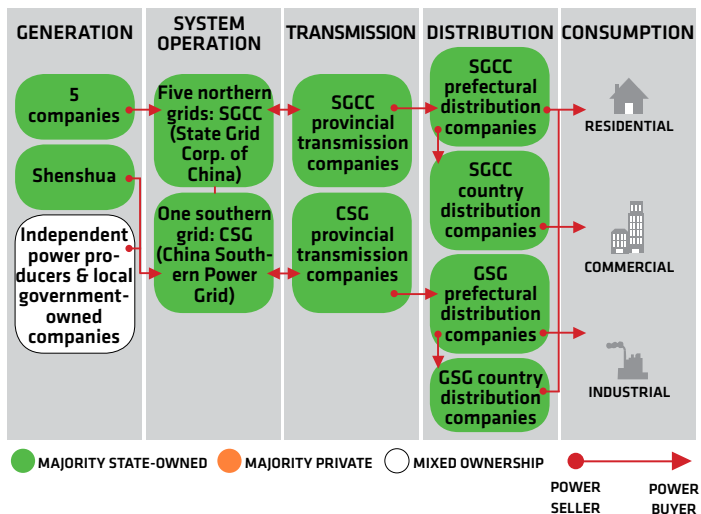 GENERATION
SYSTEM
OPERATION
TRANSMISSION
DISTRIBUTION
CONSUMPTION
5
companies
Shenshua
Independent
power pro-
ducers & local
government-
owned
companies
Five northern
grids: SGCC
(State Grid
Corp. of
China)
One southern
grid: CSG
(China South-
ern Power
Grid)
SGCC
provincial
transmission
companies
CSG
provincial
transmission
companies
SGCC
prefectural
distribution
companies
SGCC
country
distribution
companies
GSG
prefectural
distribution
companies
GSG country
distribution
companies
RESIDENTIAL
COMMERCIAL
INDUSTRIAL
MAJORITY STATE-OWNED
MAJORITY PRIVATE
MIXED OWNERSHIP
POWER
SELLER
POWER
BUYER